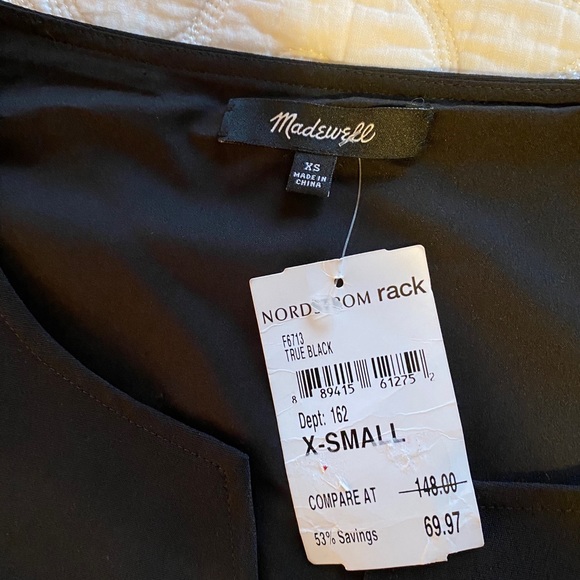 Madewell
XS
MADE IN
CHINA
NORDSTROM rack
F6713
TRUE BLACK
8 89415 61275 2
Dept: 162
X-SMALL
COMPARE AT 148.00
53% Savings 69.97